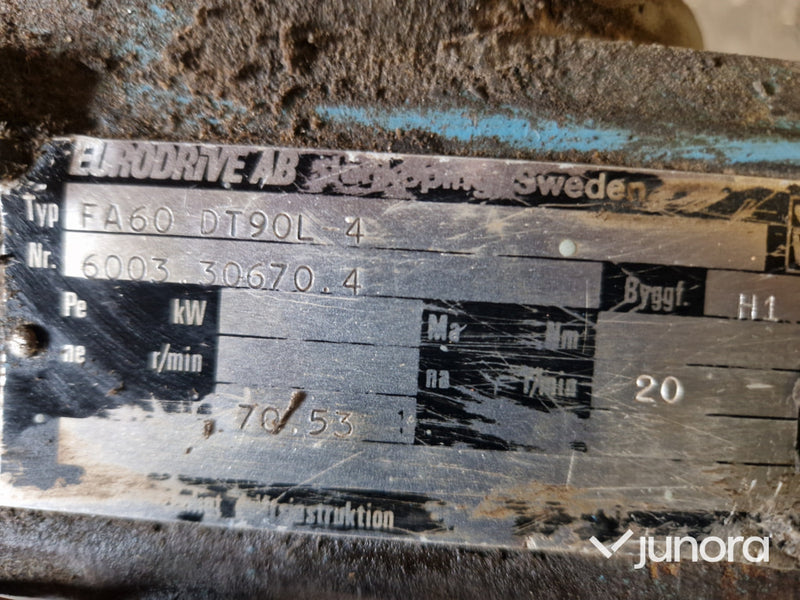 EURODRIVE AB Sweden
Typ FA60 DT90L 4
Nr. 6003.30670.4 Byggf. H1
Pe kW Ma Nm
ne r/min na r/min 20
70.53
junora